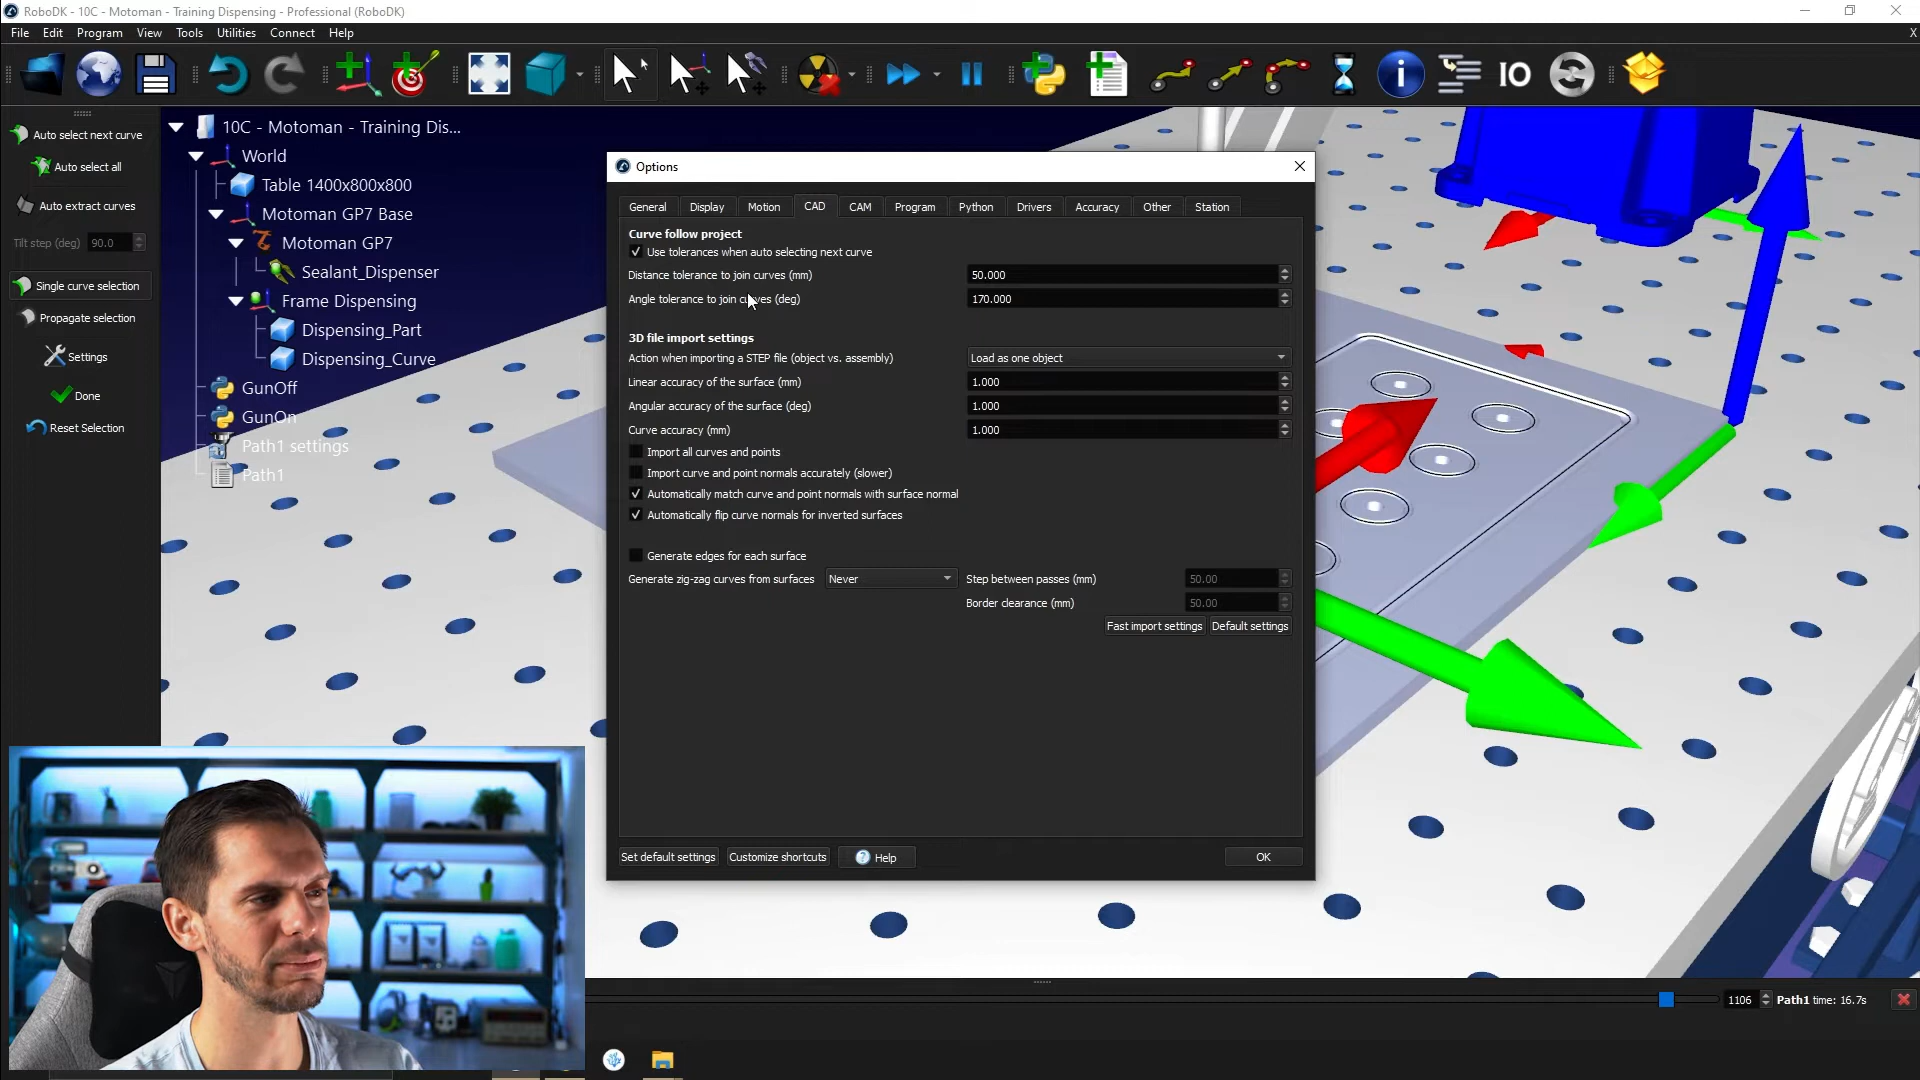 RoboDK - 10C - Motoman - Training Dispensing - Professional (RoboDK)
File Edit Program View Tools Utilities Connect Help
X
IO
Auto select next curve
Auto select all
Auto extract curves
Tilt step (deg) 90.0
Single curve selection
Propagate selection
Settings
Done
Reset Selection
10C - Motoman - Training Dis...
World
Table 1400x800x800
Motoman GP7 Base
Motoman GP7
Sealant_Dispenser
Frame Dispensing
Dispensing_Part
Dispensing_Curve
GunOff
GunOn
Path1 settings
Path1
Options
General Display Motion CAD CAM Program Python Drivers Accuracy Other Station
Curve follow project
Use tolerances when auto selecting next curve
Distance tolerance to join curves (mm) 50.000
Angle tolerance to join curves (deg) 170.000
3D file import settings
Action when importing a STEP file (object vs. assembly) Load as one object
Linear accuracy of the surface (mm) 1.000
Angular accuracy of the surface (deg) 1.000
Curve accuracy (mm) 1.000
Import all curves and points
Import curve and point normals accurately (slower)
Automatically match curve and point normals with surface normal
Automatically flip curve normals for inverted surfaces
Generate edges for each surface
Generate zig-zag curves from surfaces Never Step between passes (mm) 50.00
Border clearance (mm) 50.00
Fast import settings Default settings
Set default settings Customize shortcuts Help OK
1106 Path1 time: 16.7s